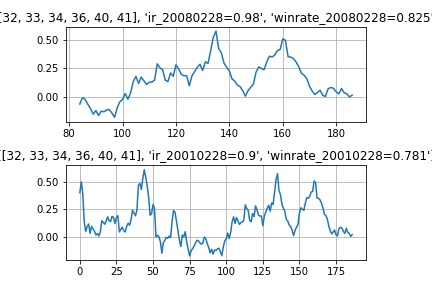 [32, 33, 34, 36, 40, 41], 'ir_20080228=0.98', 'winrate_20080228=0.825'
0.50
0.25
0.00
80 100 120 140 160 180
[[32, 33, 34, 36, 40, 41], 'ir_20010228=0.9', 'winrate_20010228=0.781']
0.50
0.25
0.00
0 25 50 75 100 125 150 175